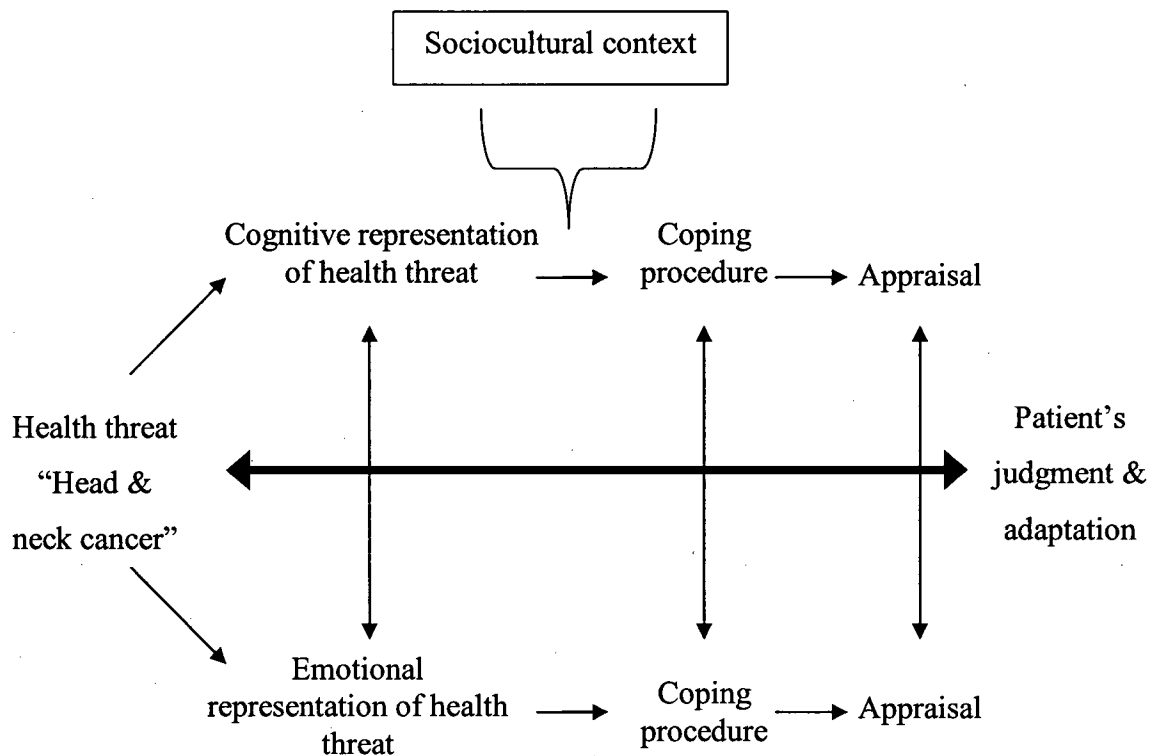 Sociocultural context
Cognitive representation
of health threat
Coping
procedure
Appraisal
Health threat
“Head &
neck cancer”
Patient’s
judgment &
adaptation
Emotional
representation of health
threat
Coping
procedure
Appraisal